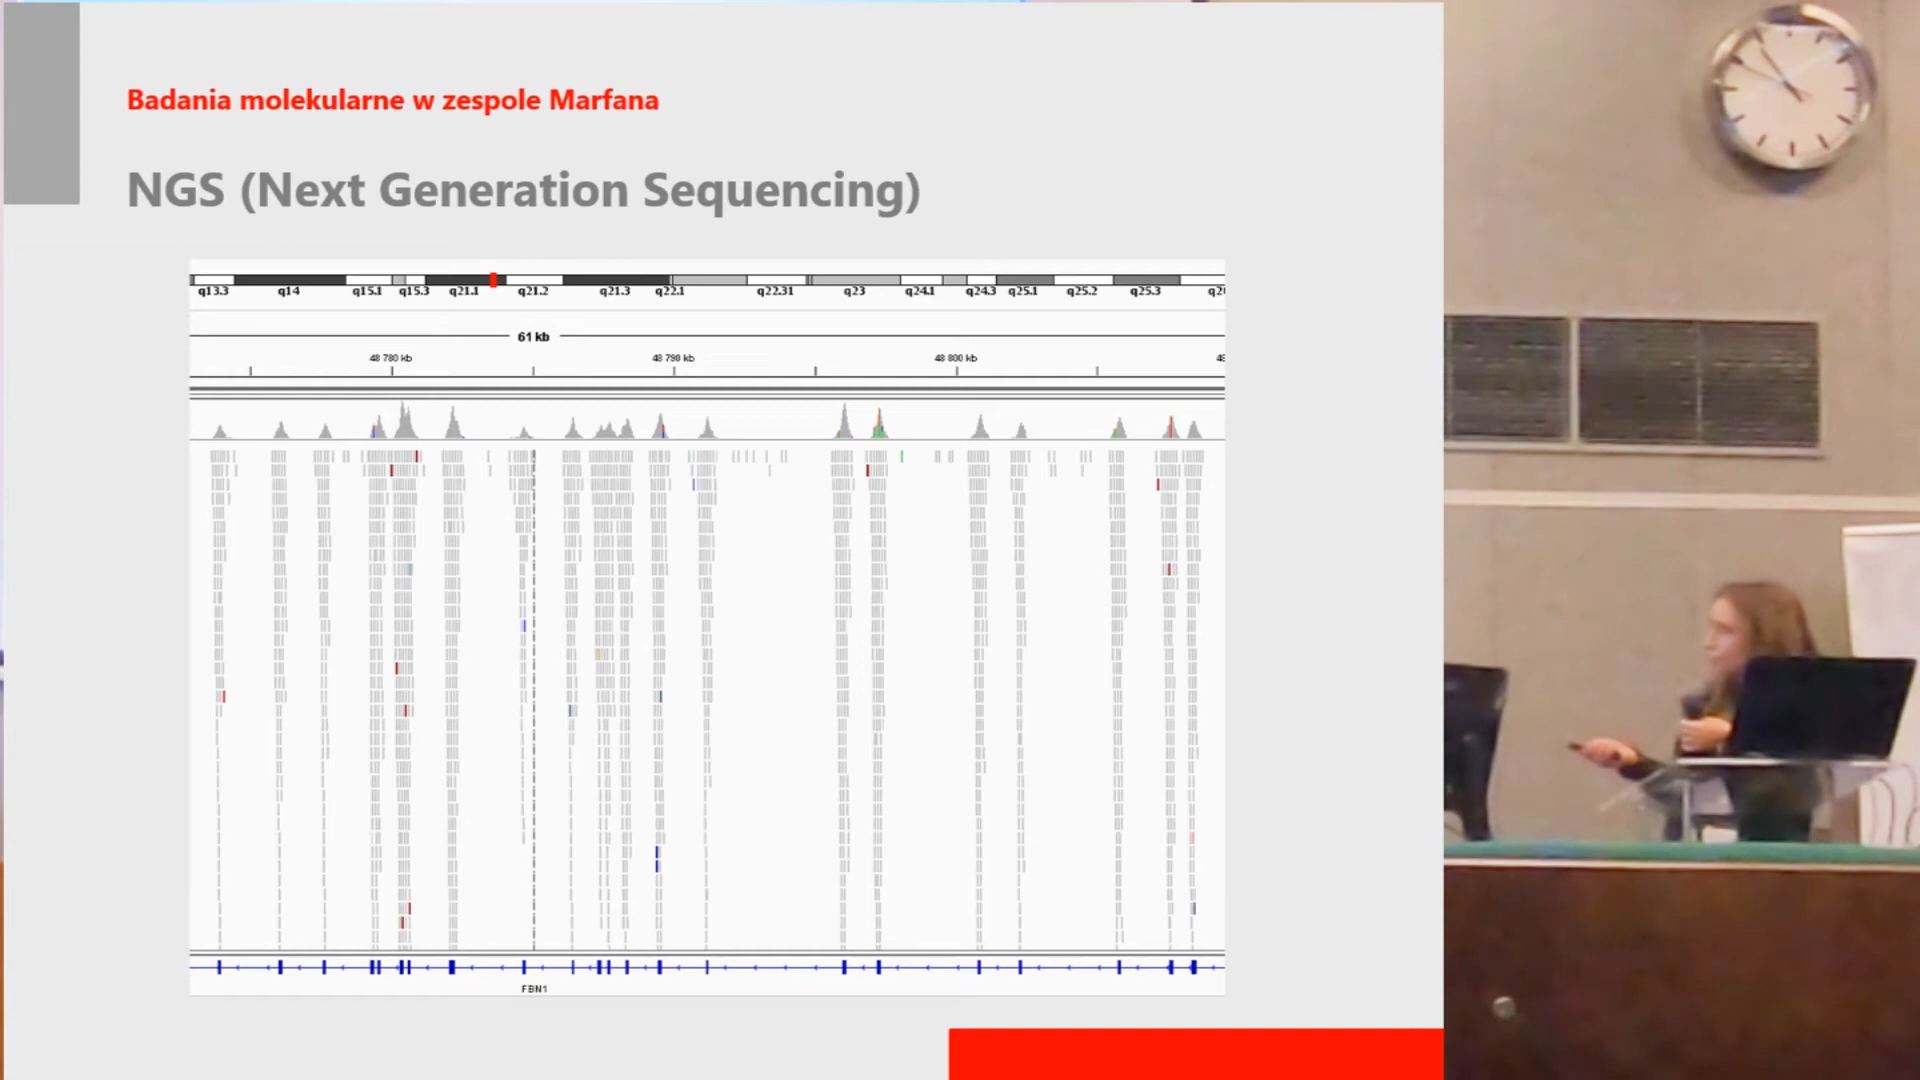 Badania molekularne w zespole Marfana
NGS (Next Generation Sequencing)
q13.3 q14 q15.1 q15.3 q21.1 q21.2 q21.3 q22.1 q22.31 q23 q24.1 q24.3 q25.1 q25.2 q25.3
61 kb
48 780 kb 48 790 kb 48 800 kb
FBN1